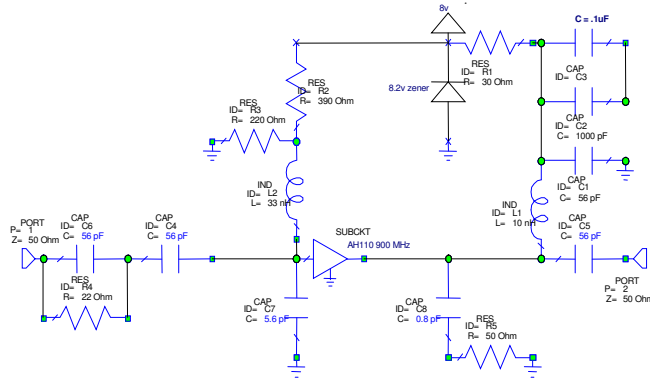 8v
C = .1uF
RES
ID= R1
R= 30 Ohm
CAP
ID= C3
8.2v zener
RES
ID= R2
R= 390 Ohm
RES
ID= R3
R= 220 Ohm
CAP
ID= C2
C= 1000 pF
CAP
ID= C1
C= 56 pF
IND
ID= L2
L= 33 nH
IND
ID= L1
L= 10 nH
PORT
P= 1
Z= 50 Ohm
CAP
ID= C6
C= 56 pF
CAP
ID= C4
C= 56 pF
SUBCKT
AH110 900 MHz
CAP
ID= C5
C= 56 pF
RES
ID= R4
R= 22 Ohm
PORT
P= 2
Z= 50 Ohm
CAP
ID= C7
C= 5.6 pF
CAP
ID= C8
C= 0.8 pF
RES
ID= R5
R= 50 Ohm